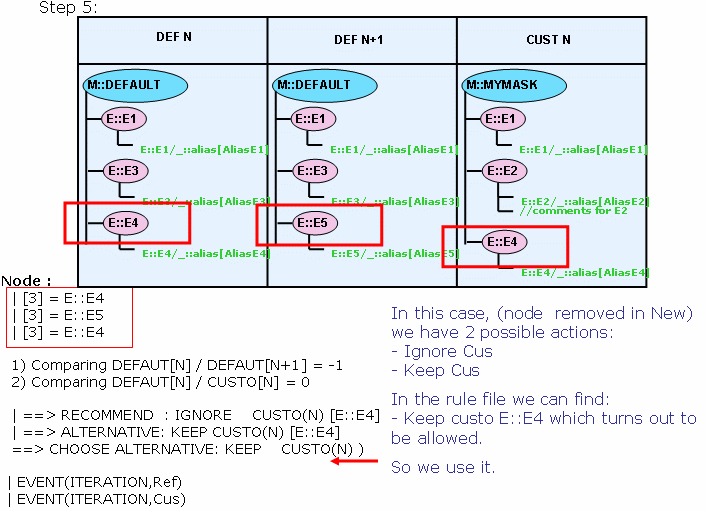 Step 5:
DEF N
DEF N+1
CUST N
M::DEFAULT
E::E1
E::E1/_::alias[AliasE1]
E::E3
E::E3/_::alias[AliasE3]
E::E4
E::E4/_::alias[AliasE4]
M::DEFAULT
E::E1
E::E1/_::alias[AliasE1]
E::E3
E::E3/_::alias[AliasE3]
E::E5
E::E5/_::alias[AliasE5]
M::MYMASK
E::E1
E::E1/_::alias[AliasE1]
E::E2
E::E2/_::alias[AliasE2]
//comments for E2
E::E4
E::E4/_::alias[AliasE4]
Node :
| [3] = E::E4
| [3] = E::E5
| [3] = E::E4
1) Comparing DEFAUT[N] / DEFAUT[N+1] = -1
2) Comparing DEFAUT[N] / CUSTO[N] = 0
| ==> RECOMMEND : IGNORE CUSTO(N) [E::E4]
| ==> ALTERNATIVE: KEEP CUSTO(N) [E::E4]
==> CHOOSE ALTERNATIVE: KEEP CUSTO(N) )
| EVENT(ITERATION,Ref)
| EVENT(ITERATION,Cus)
In this case, (node removed in New)
we have 2 possible actions:
- Ignore Cus
- Keep Cus
In the rule file we can find:
- Keep custo E::E4 which turns out to
be allowed.
So we use it.